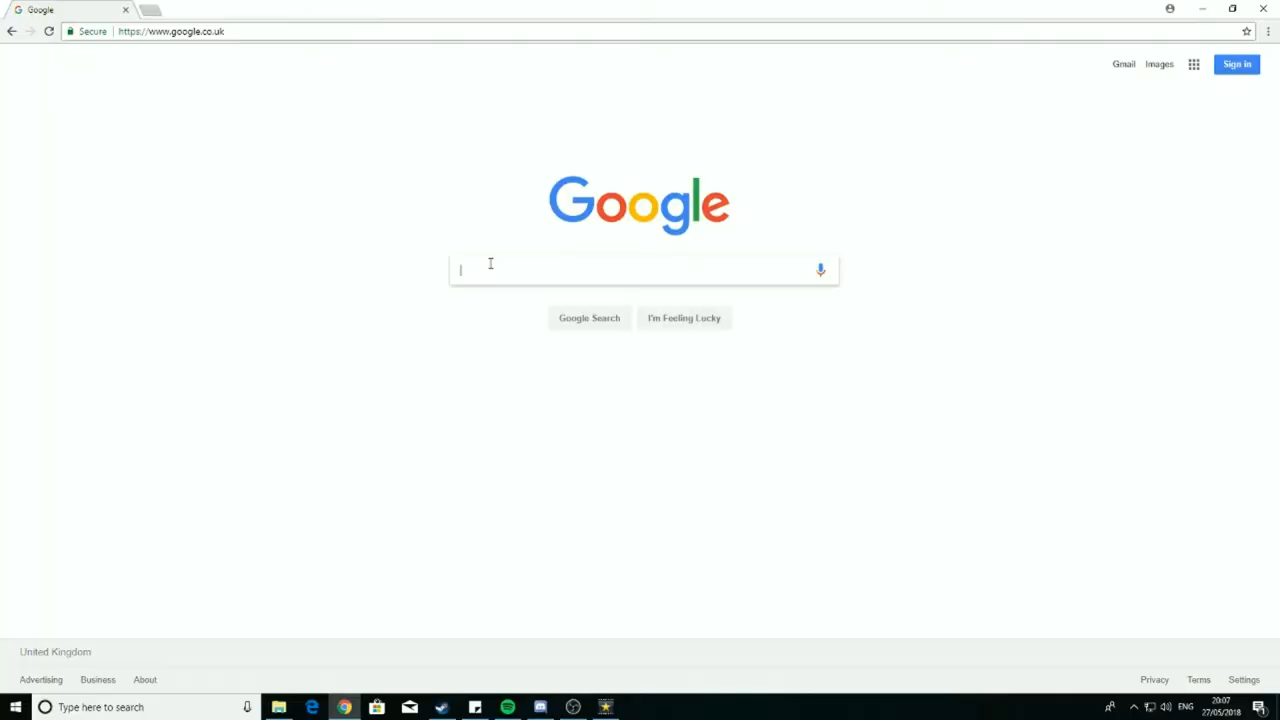 Google
Secure https://www.google.co.uk
Gmail Images Sign in
Google
Google Search I'm Feeling Lucky
United Kingdom
Advertising Business About Privacy Terms Settings
Type here to search
ENG
20:07
27/05/2018
1